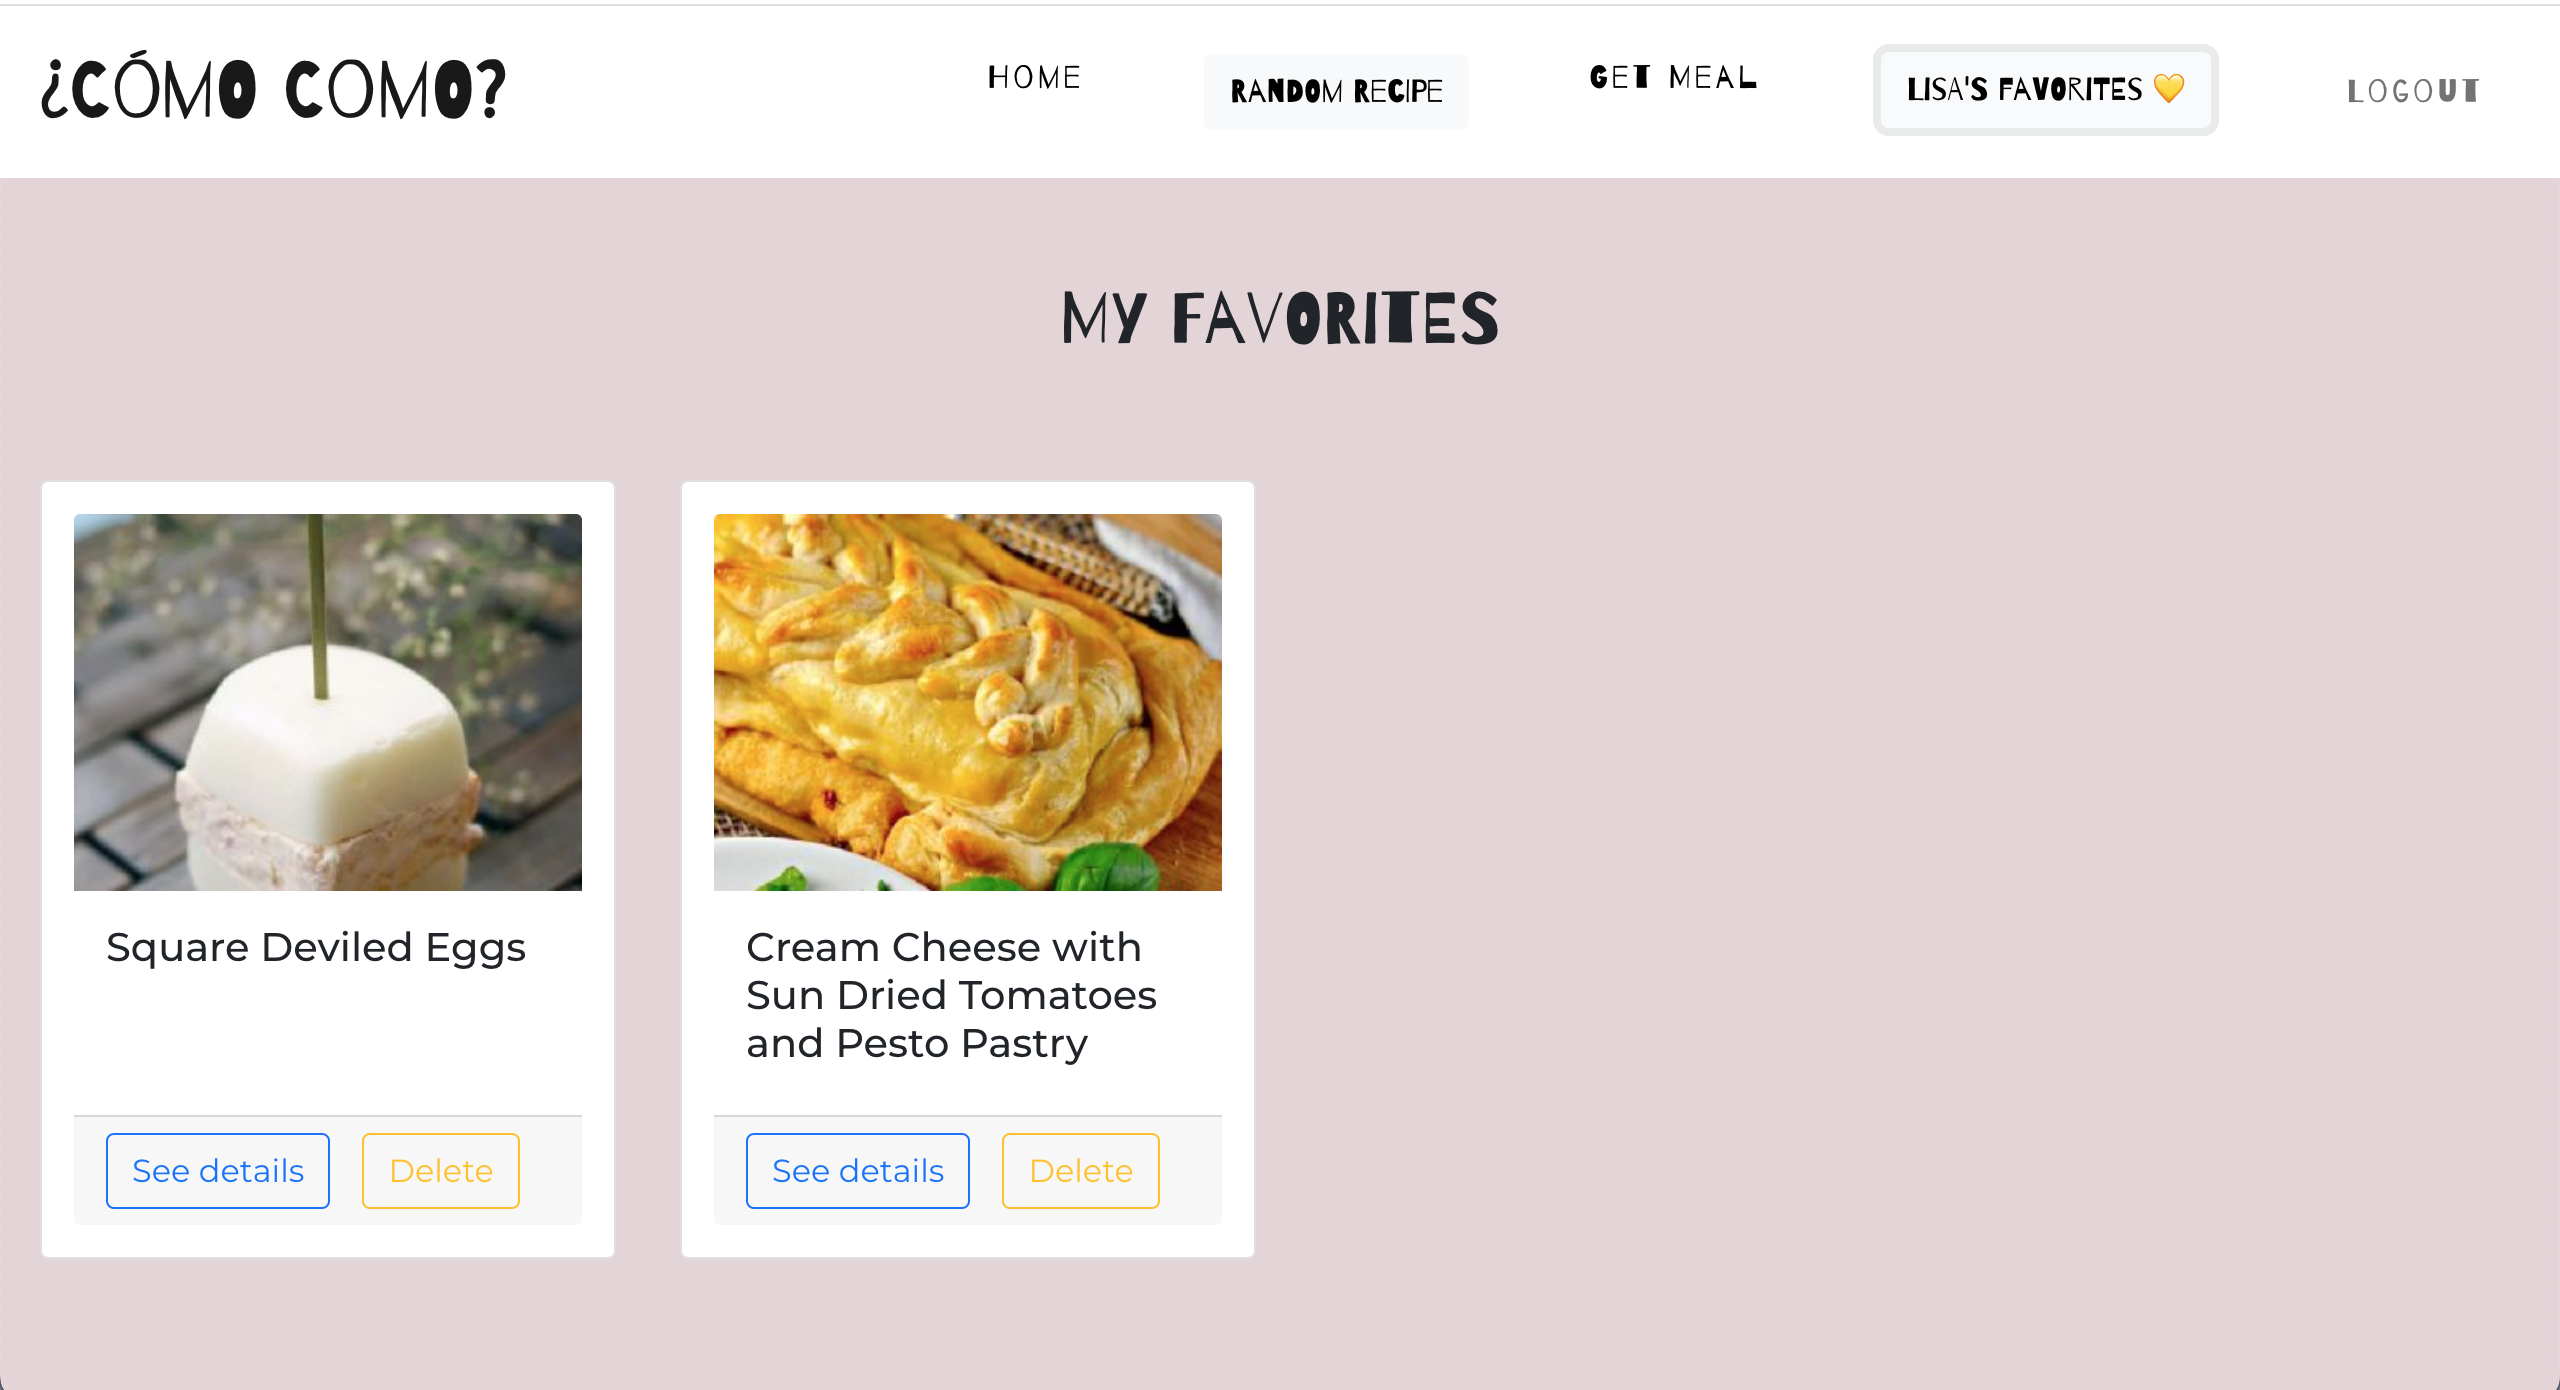 ¿CÓMO COMO?
HOME
RANDOM RECIPE
GET MEAL
LISA'S FAVORITES 💛
LOGOUT
MY FAVORITES
Square Deviled Eggs
See details
Delete
Cream Cheese with
Sun Dried Tomatoes
and Pesto Pastry
See details
Delete